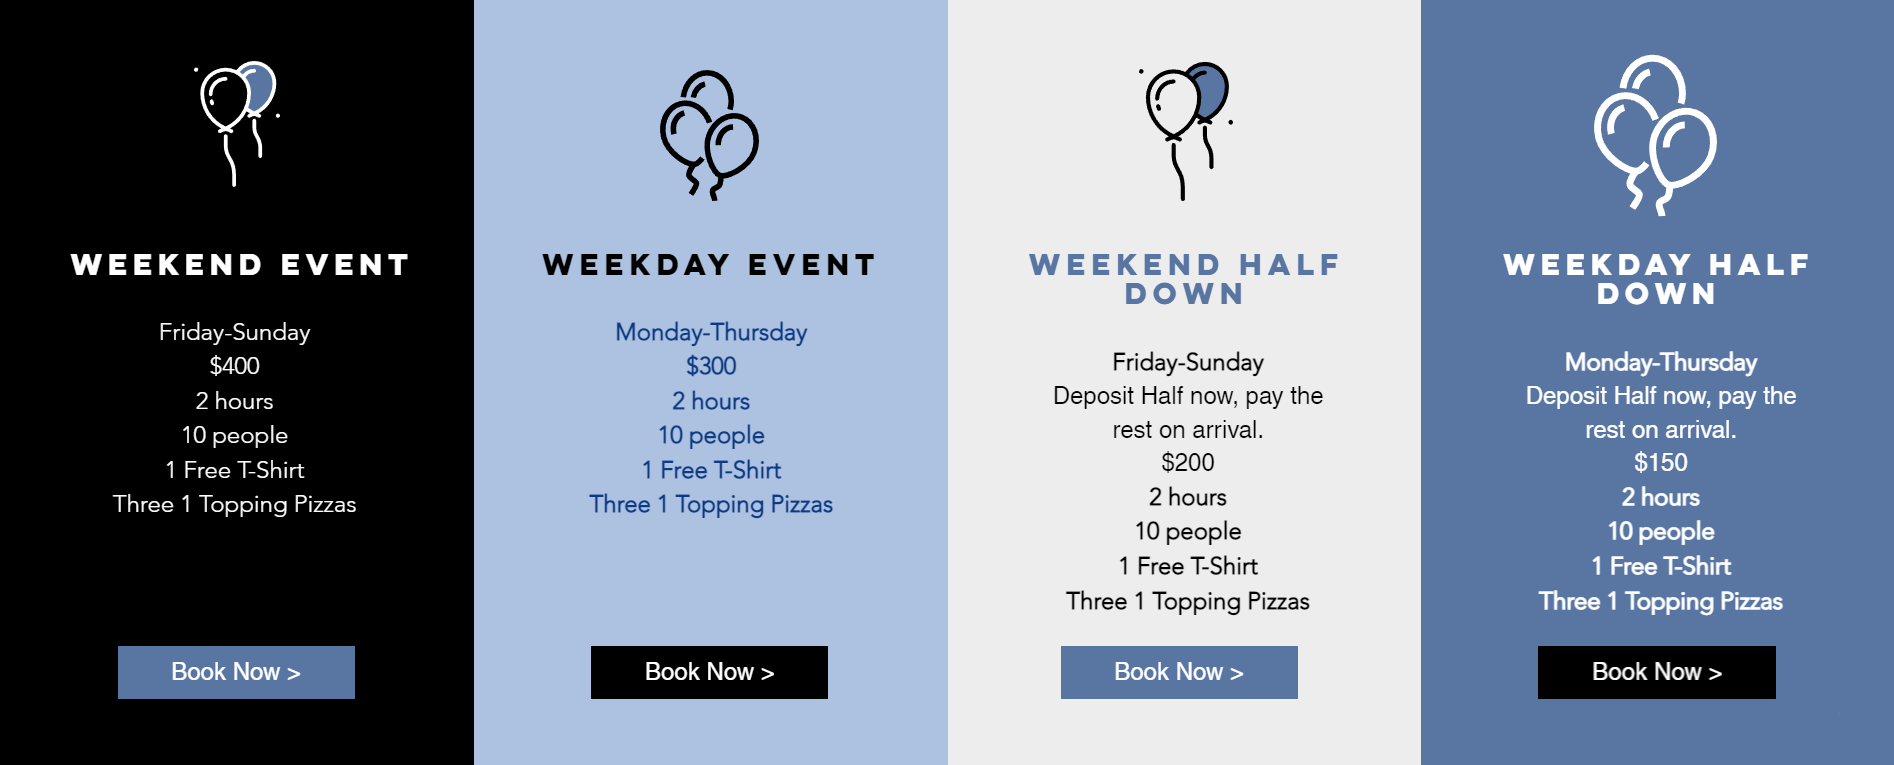 WEEKEND EVENT
Friday-Sunday
$400
2 hours
10 people
1 Free T-Shirt
Three 1 Topping Pizzas
Book Now >
WEEKDAY EVENT
Monday-Thursday
$300
2 hours
10 people
1 Free T-Shirt
Three 1 Topping Pizzas
Book Now >
WEEKEND HALF
DOWN
Friday-Sunday
Deposit Half now, pay the
rest on arrival.
$200
2 hours
10 people
1 Free T-Shirt
Three 1 Topping Pizzas
Book Now >
WEEKDAY HALF
DOWN
Monday-Thursday
Deposit Half now, pay the
rest on arrival.
$150
2 hours
10 people
1 Free T-Shirt
Three 1 Topping Pizzas
Book Now >